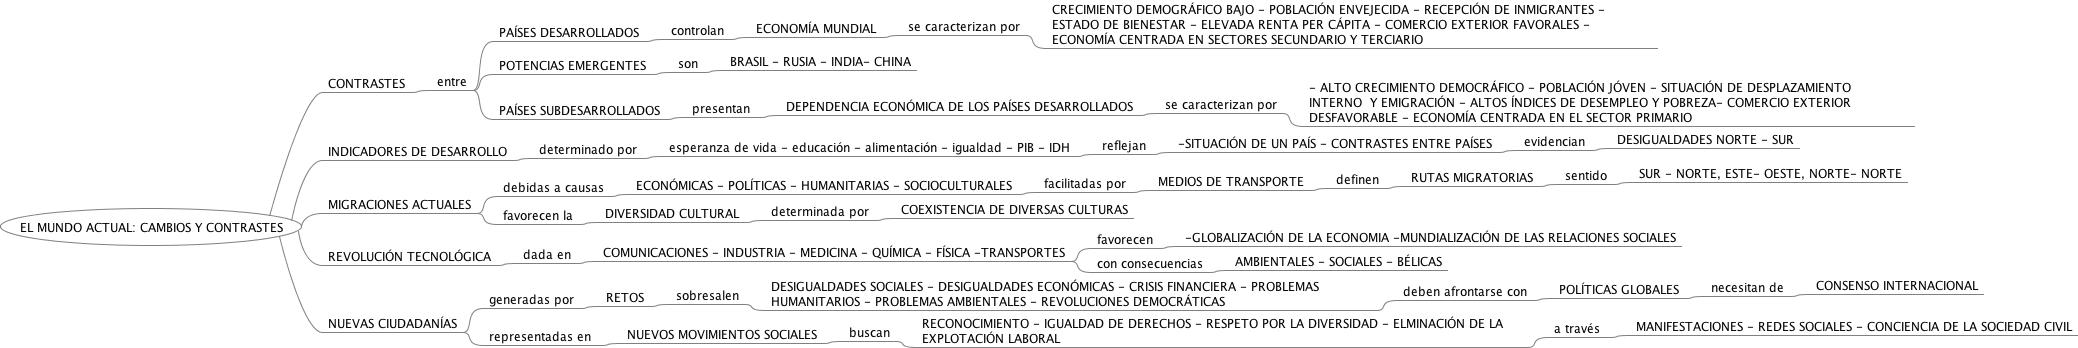 EL MUNDO ACTUAL: CAMBIOS Y CONTRASTES
CONTRASTES
entre
PAÍSES DESARROLLADOS
controlan
ECONOMÍA MUNDIAL
se caracterizan por
CRECIMIENTO DEMOGRÁFICO BAJO - POBLACIÓN ENVEJECIDA - RECEPCIÓN DE INMIGRANTES -
ESTADO DE BIENESTAR - ELEVADA RENTA PER CÁPITA - COMERCIO EXTERIOR FAVORALES -
ECONOMÍA CENTRADA EN SECTORES SECUNDARIO Y TERCIARIO
POTENCIAS EMERGENTES
son
BRASIL - RUSIA - INDIA- CHINA
PAÍSES SUBDESARROLLADOS
presentan
DEPENDENCIA ECONÓMICA DE LOS PAÍSES DESARROLLADOS
se caracterizan por
- ALTO CRECIMIENTO DEMOCRÁFICO - POBLACIÓN JÓVEN - SITUACIÓN DE DESPLAZAMIENTO
INTERNO Y EMIGRACIÓN - ALTOS ÍNDICES DE DESEMPLEO Y POBREZA- COMERCIO EXTERIOR
DESFAVORABLE - ECONOMÍA CENTRADA EN EL SECTOR PRIMARIO
INDICADORES DE DESARROLLO
determinado por
esperanza de vida - educación - alimentación - igualdad - PIB - IDH
reflejan
-SITUACIÓN DE UN PAÍS - CONTRASTES ENTRE PAÍSES
evidencian
DESIGUALDADES NORTE - SUR
MIGRACIONES ACTUALES
debidas a causas
ECONÓMICAS - POLÍTICAS - HUMANITARIAS - SOCIOCULTURALES
facilitadas por
MEDIOS DE TRANSPORTE
definen
RUTAS MIGRATORIAS
sentido
SUR - NORTE, ESTE- OESTE, NORTE- NORTE
favorecen la
DIVERSIDAD CULTURAL
determinada por
COEXISTENCIA DE DIVERSAS CULTURAS
REVOLUCIÓN TECNOLÓGICA
dada en
COMUNICACIONES - INDUSTRIA - MEDICINA - QUÍMICA - FÍSICA -TRANSPORTES
favorecen
-GLOBALIZACIÓN DE LA ECONOMIA -MUNDIALIZACIÓN DE LAS RELACIONES SOCIALES
con consecuencias
AMBIENTALES - SOCIALES - BÉLICAS
NUEVAS CIUDADANÍAS
generadas por
RETOS
sobresalen
DESIGUALDADES SOCIALES - DESIGUALDADES ECONÓMICAS - CRISIS FINANCIERA - PROBLEMAS
HUMANITARIOS - PROBLEMAS AMBIENTALES - REVOLUCIONES DEMOCRÁTICAS
deben afrontarse con
POLÍTICAS GLOBALES
necesitan de
CONSENSO INTERNACIONAL
representadas en
NUEVOS MOVIMIENTOS SOCIALES
buscan
RECONOCIMIENTO - IGUALDAD DE DERECHOS - RESPETO POR LA DIVERSIDAD - ELMINACIÓN DE LA
EXPLOTACIÓN LABORAL
a través
MANIFESTACIONES - REDES SOCIALES - CONCIENCIA DE LA SOCIEDAD CIVIL